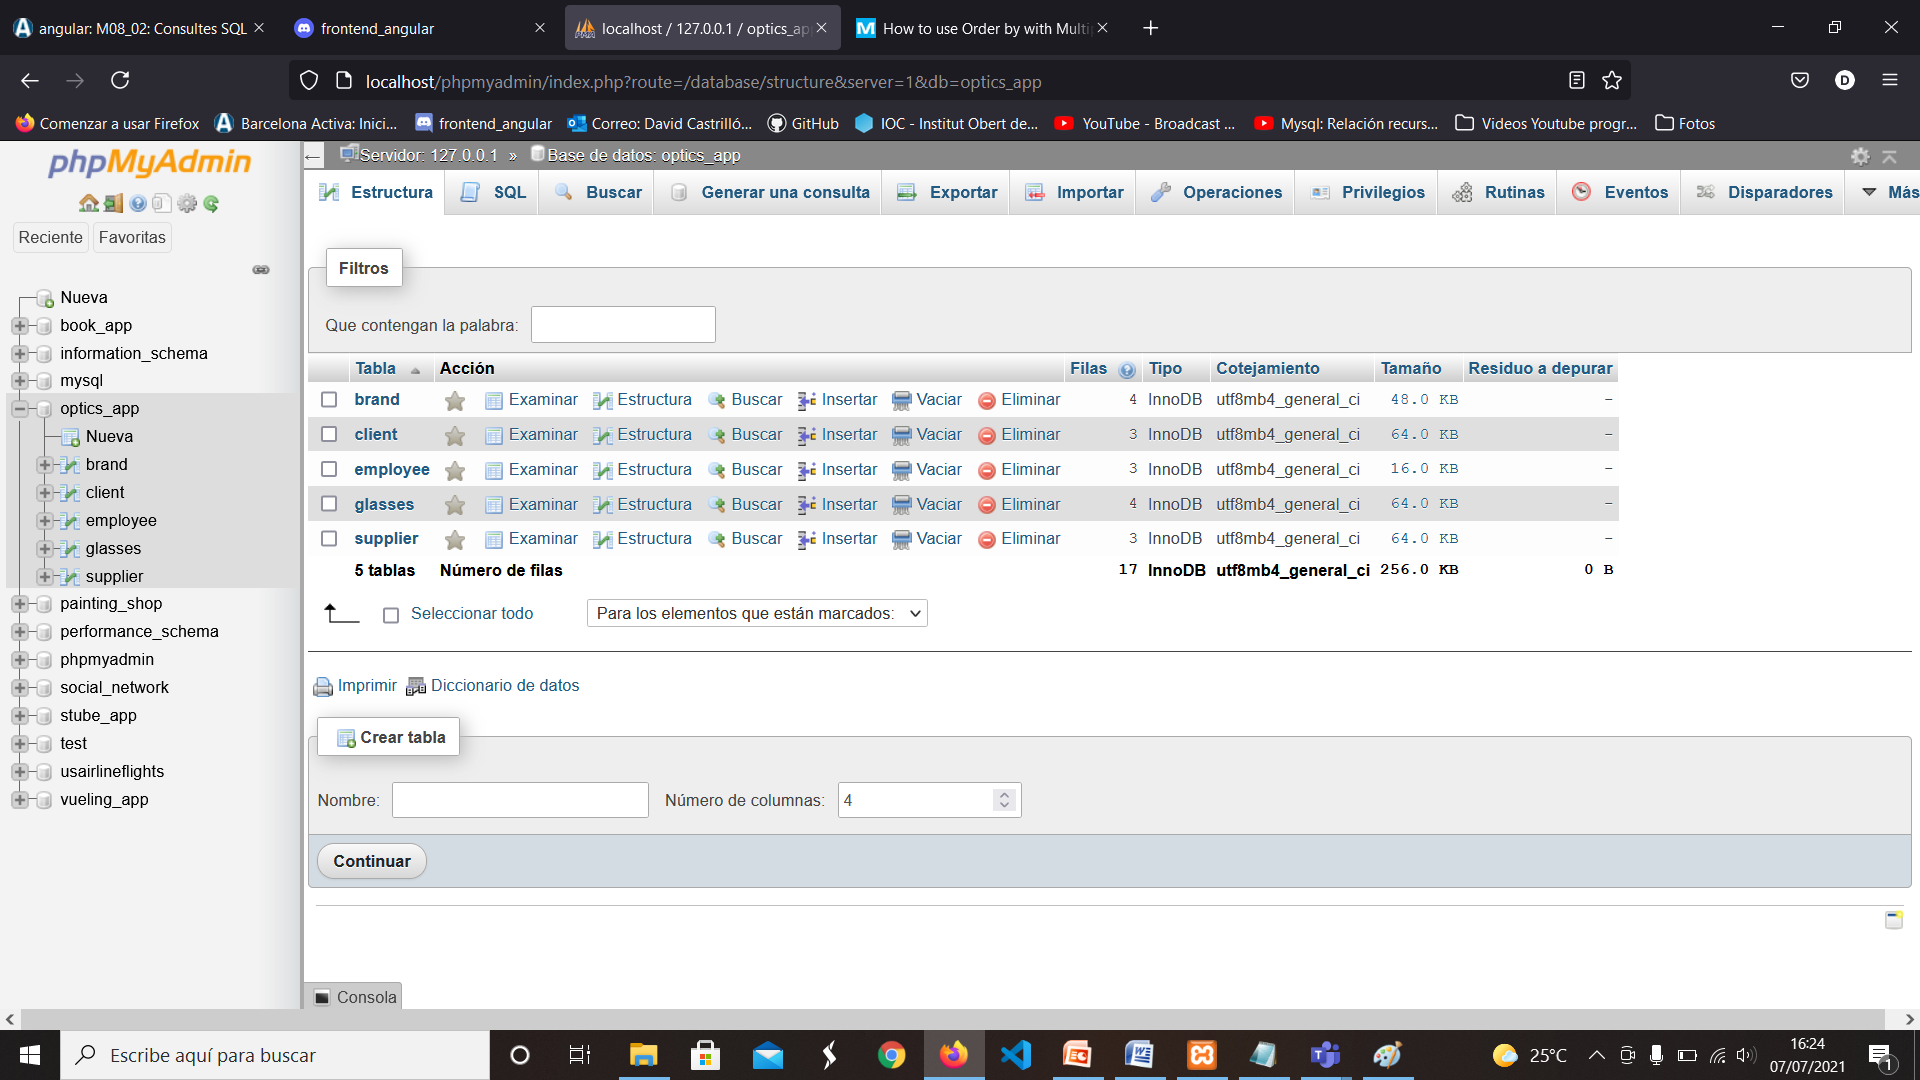 angular: M08_02: Consultes SQL
frontend_angular
localhost / 127.0.0.1 / optics_ap
How to use Order by with Multip
localhost/phpmyadmin/index.php?route=/database/structure&server=1&db=optics_app
D
Comenzar a usar Firefox
Barcelona Activa: Inici...
frontend_angular
Correo: David Castrilló...
GitHub
IOC - Institut Obert de...
YouTube - Broadcast ...
Mysql: Relación recurs...
Videos Youtube progr...
Fotos
phpMyAdmin
Reciente
Favoritas
Nueva
book_app
information_schema
mysql
optics_app
Nueva
brand
client
employee
glasses
supplier
painting_shop
performance_schema
phpmyadmin
social_network
stube_app
test
usairlineflights
vueling_app
Servidor: 127.0.0.1 » Base de datos: optics_app
Estructura SQL Buscar Generar una consulta Exportar Importar Operaciones Privilegios Rutinas Eventos Disparadores Más
Filtros
Que contengan la palabra:
Tabla Acción Filas Tipo Cotejamiento Tamaño Residuo a depurar
brand Examinar Estructura Buscar Insertar Vaciar Eliminar 4 InnoDB utf8mb4_general_ci 48.0 KB -
client Examinar Estructura Buscar Insertar Vaciar Eliminar 3 InnoDB utf8mb4_general_ci 64.0 KB -
employee Examinar Estructura Buscar Insertar Vaciar Eliminar 3 InnoDB utf8mb4_general_ci 16.0 KB -
glasses Examinar Estructura Buscar Insertar Vaciar Eliminar 4 InnoDB utf8mb4_general_ci 64.0 KB -
supplier Examinar Estructura Buscar Insertar Vaciar Eliminar 3 InnoDB utf8mb4_general_ci 64.0 KB -
5 tablas Número de filas 17 InnoDB utf8mb4_general_ci 256.0 KB 0 B
Seleccionar todo
Para los elementos que están marcados:
Imprimir Diccionario de datos
Crear tabla
Nombre: Número de columnas: 4
Continuar
Consola
Escribe aquí para buscar
25°C
16:24
07/07/2021
1